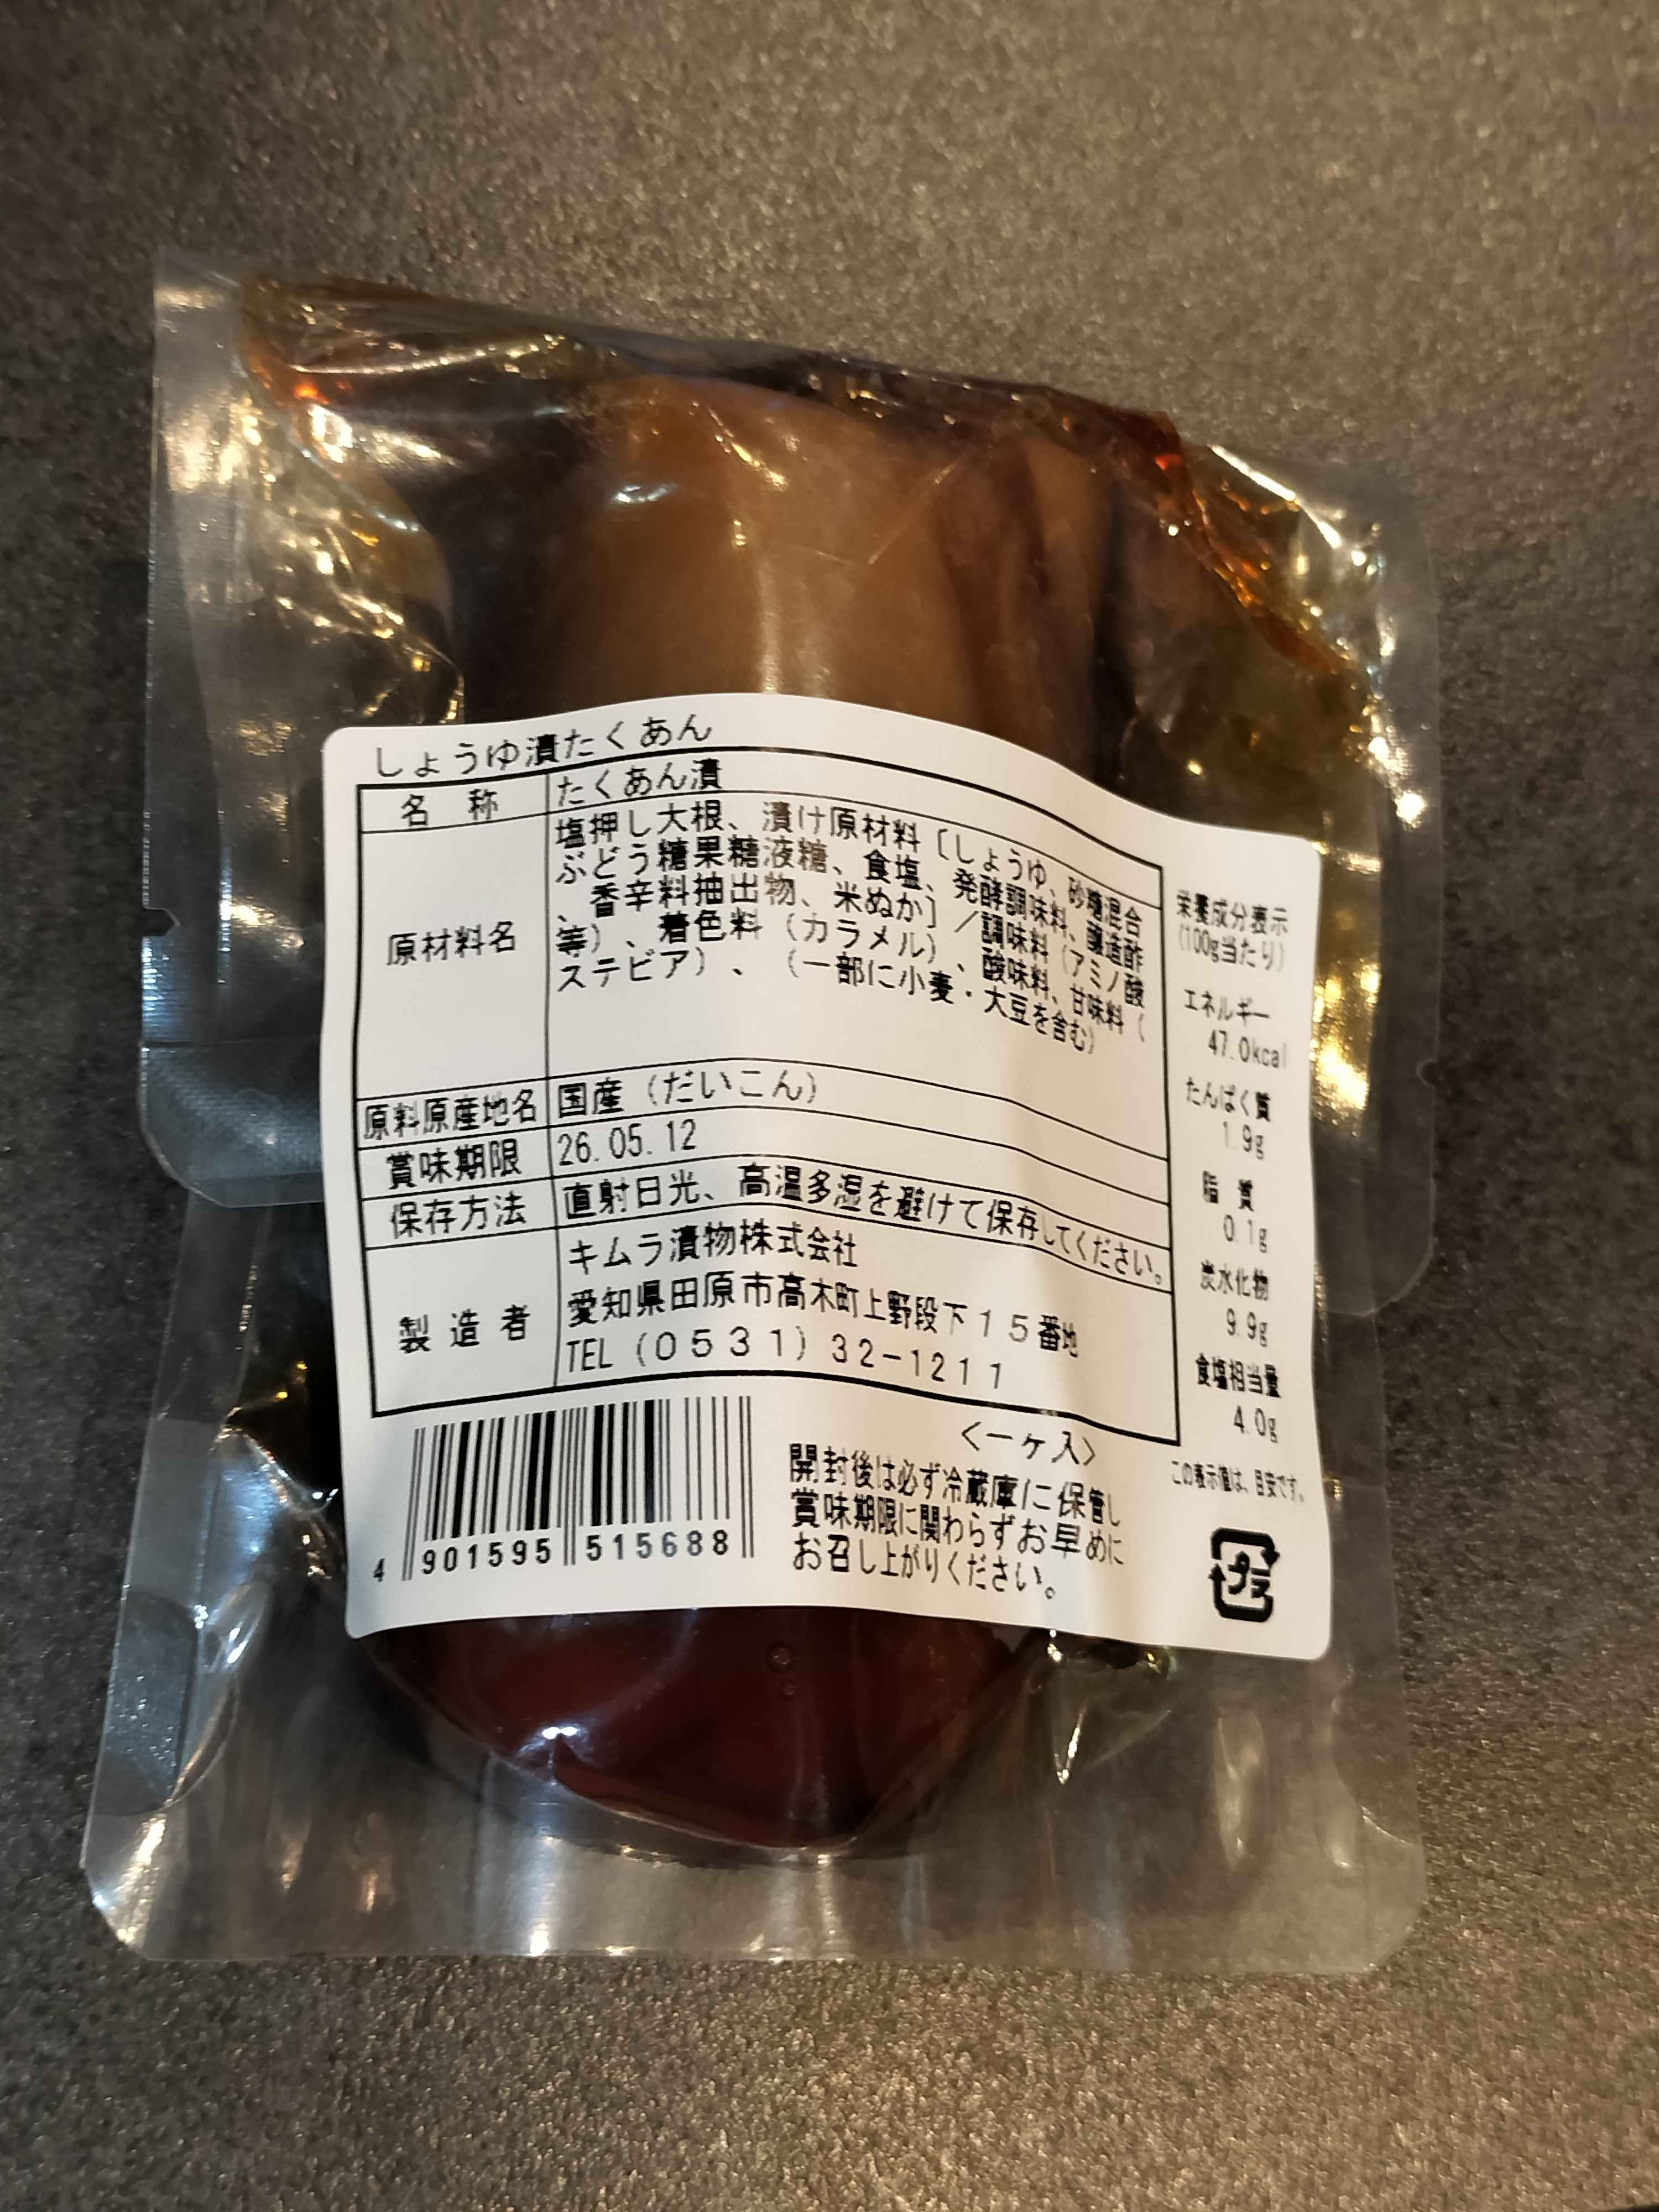 しょうゆ漬たくあん
名 称 たくあん漬
原材料名 塩押し大根、漬け原材料［しょうゆ、砂糖混合
ぶどう糖果糖液糖、食塩、発酵調味料、醸造酢
、香辛料抽出物、米ぬか］／調味料（アミノ酸
等）、着色料（カラメル）、酸味料、甘味料（
ステビア）、（一部に小麦・大豆を含む）
原料原産地名 国産（だいこん）
賞味期限 26.05.12
保存方法 直射日光、高温多湿を避けて保存してください。
製造者 キムラ漬物株式会社
愛知県田原市高木町上野段下１５番地
TEL（０５３１）３２−１２１１
栄養成分表示
(100g当たり)
エネルギー
47.0kcal
たんぱく質
1.9g
脂 質
0.1g
炭水化物
9.9g
食塩相当量
4.0g
この表示値は、目安です。
4 901595 515688
＜一ヶ入＞
開封後は必ず冷蔵庫に保管し
賞味期限に関わらずお早めに
お召し上がりください。
プラ